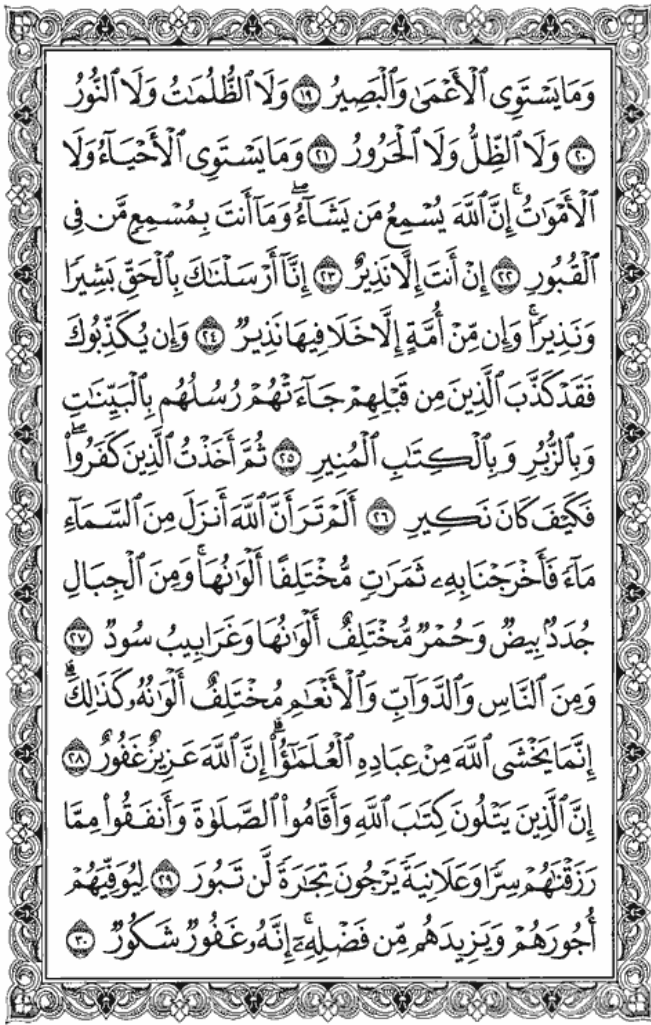 وَمَا يَسْتَوِى ٱلْأَعْمَىٰ وَٱلْبَصِيرُ ١٩ وَلَا ٱلظُّلُمَٰتُ وَلَا ٱلنُّورُ
٢٠ وَلَا ٱلظِّلُّ وَلَا ٱلْحَرُورُ ٢١ وَمَا يَسْتَوِى ٱلْأَحْيَآءُ وَلَا
ٱلْأَمْوَٰتُ ۚ إِنَّ ٱللَّهَ يُسْمِعُ مَن يَشَآءُ ۖ وَمَآ أَنتَ بِمُسْمِعٍ مَّن فِى
ٱلْقُبُورِ ٢٢ إِنْ أَنتَ إِلَّا نَذِيرٌ ٢٣ إِنَّآ أَرْسَلْنَٰكَ بِٱلْحَقِّ بَشِيرًا
وَنَذِيرًا ۚ وَإِن مِّنْ أُمَّةٍ إِلَّا خَلَا فِيهَا نَذِيرٌ ٢٤ وَإِن يُكَذِّبُوكَ
فَقَدْ كَذَّبَ ٱلَّذِينَ مِن قَبْلِهِمْ جَآءَتْهُمْ رُسُلُهُم بِٱلْبَيِّنَٰتِ
وَبِٱلزُّبُرِ وَبِٱلْكِتَٰبِ ٱلْمُنِيرِ ٢٥ ثُمَّ أَخَذْتُ ٱلَّذِينَ كَفَرُوا۟ ۖ
فَكَيْفَ كَانَ نَكِيرِ ٢٦ أَلَمْ تَرَ أَنَّ ٱللَّهَ أَنزَلَ مِنَ ٱلسَّمَآءِ
مَآءً فَأَخْرَجْنَا بِهِۦ ثَمَرَٰتٍ مُّخْتَلِفًا أَلْوَٰنُهَا ۚ وَمِنَ ٱلْجِبَالِ
جُدَدٌۢ بِيضٌ وَحُمْرٌ مُّخْتَلِفٌ أَلْوَٰنُهَا وَغَرَابِيبُ سُودٌ ٢٧
وَمِنَ ٱلنَّاسِ وَٱلدَّوَآبِّ وَٱلْأَنْعَٰمِ مُخْتَلِفٌ أَلْوَٰنُهُۥ كَذَٰلِكَ ۗ
إِنَّمَا يَخْشَى ٱللَّهَ مِنْ عِبَادِهِ ٱلْعُلَمَٰٓؤُا۟ ۗ إِنَّ ٱللَّهَ عَزِيزٌ غَفُورٌ ٢٨
إِنَّ ٱلَّذِينَ يَتْلُونَ كِتَٰبَ ٱللَّهِ وَأَقَامُوا۟ ٱلصَّلَوٰةَ وَأَنفَقُوا۟ مِمَّا
رَزَقْنَٰهُمْ سِرًّا وَعَلَانِيَةً يَرْجُونَ تِجَٰرَةً لَّن تَبُورَ ٢٩ لِيُوَفِّيَهُمْ
أُجُورَهُمْ وَيَزِيدَهُم مِّن فَضْلِهِۦٓ ۚ إِنَّهُۥ غَفُورٌ شَكُورٌ ٣٠